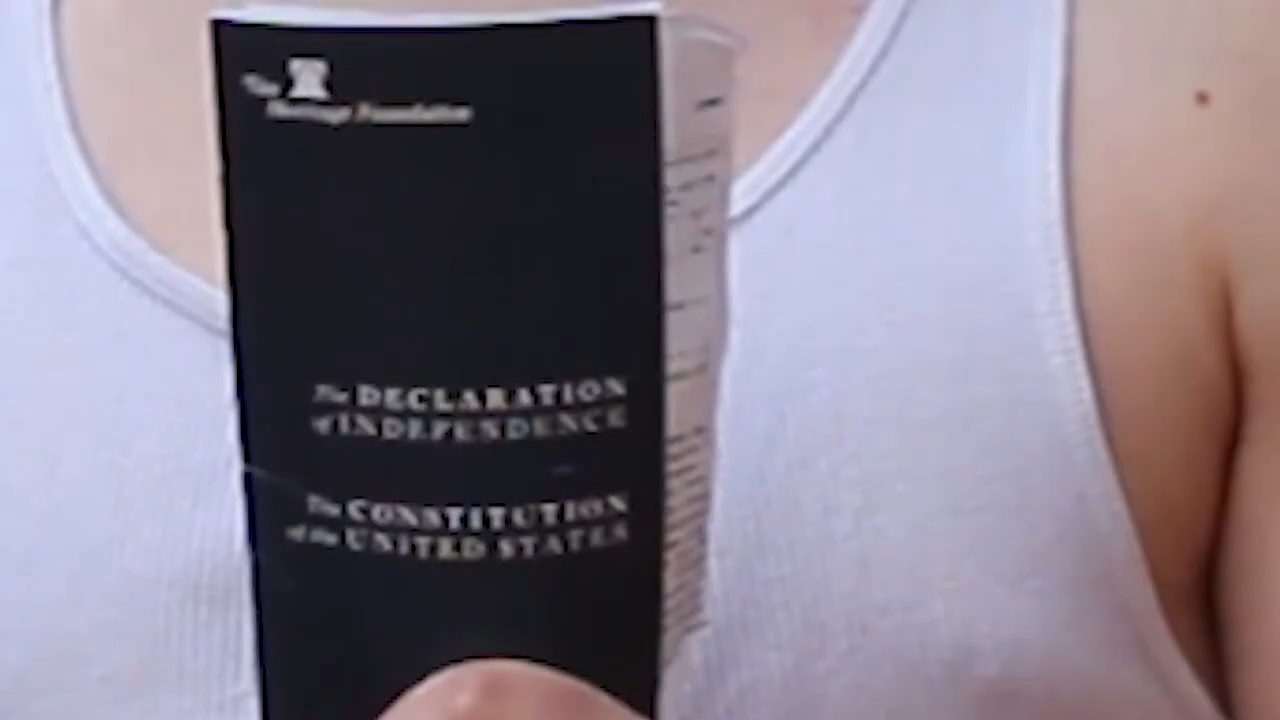 The
Heritage Foundation
The DECLARATION
of INDEPENDENCE
The CONSTITUTION
of the UNITED STATES